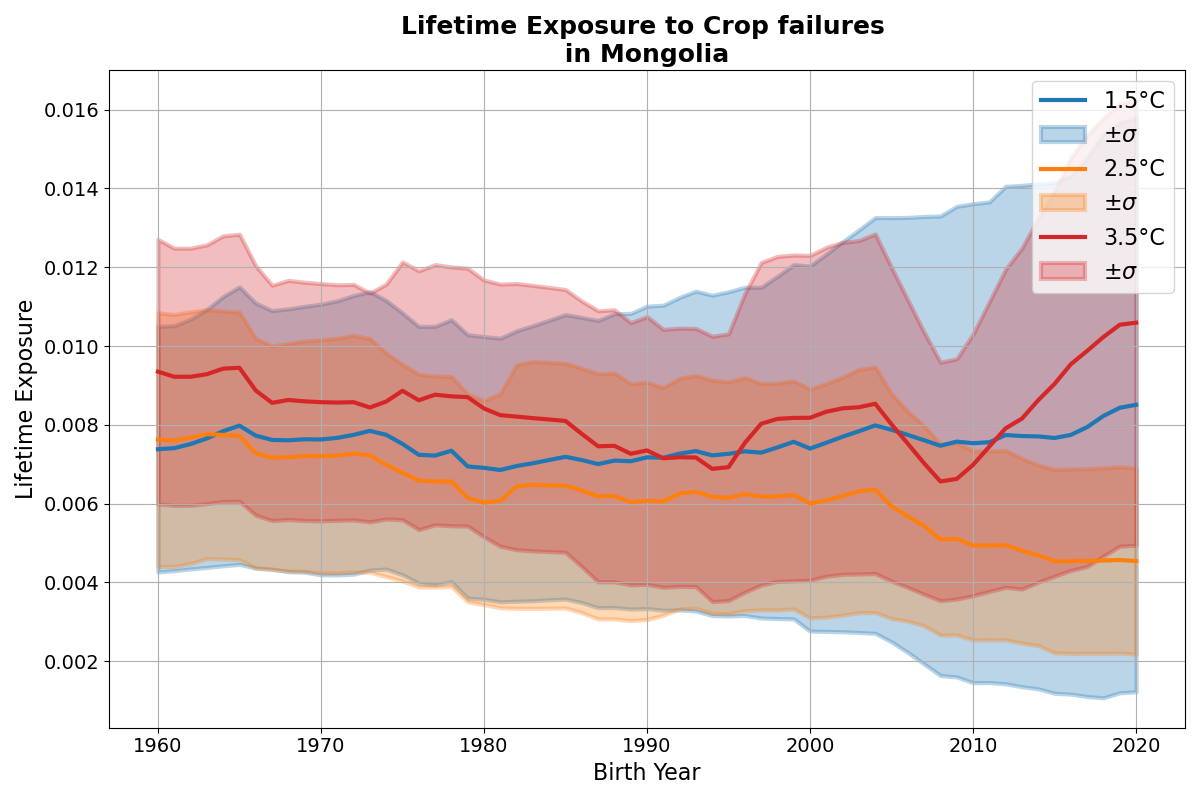 Lifetime Exposure to Crop failures
in Mongolia
0.016
0.014
0.012
0.010
0.008
0.006
0.004
0.002
Lifetime Exposure
1.5°C
±σ
2.5°C
±σ
3.5°C
±σ
1960 1970 1980 1990 2000 2010 2020
Birth Year